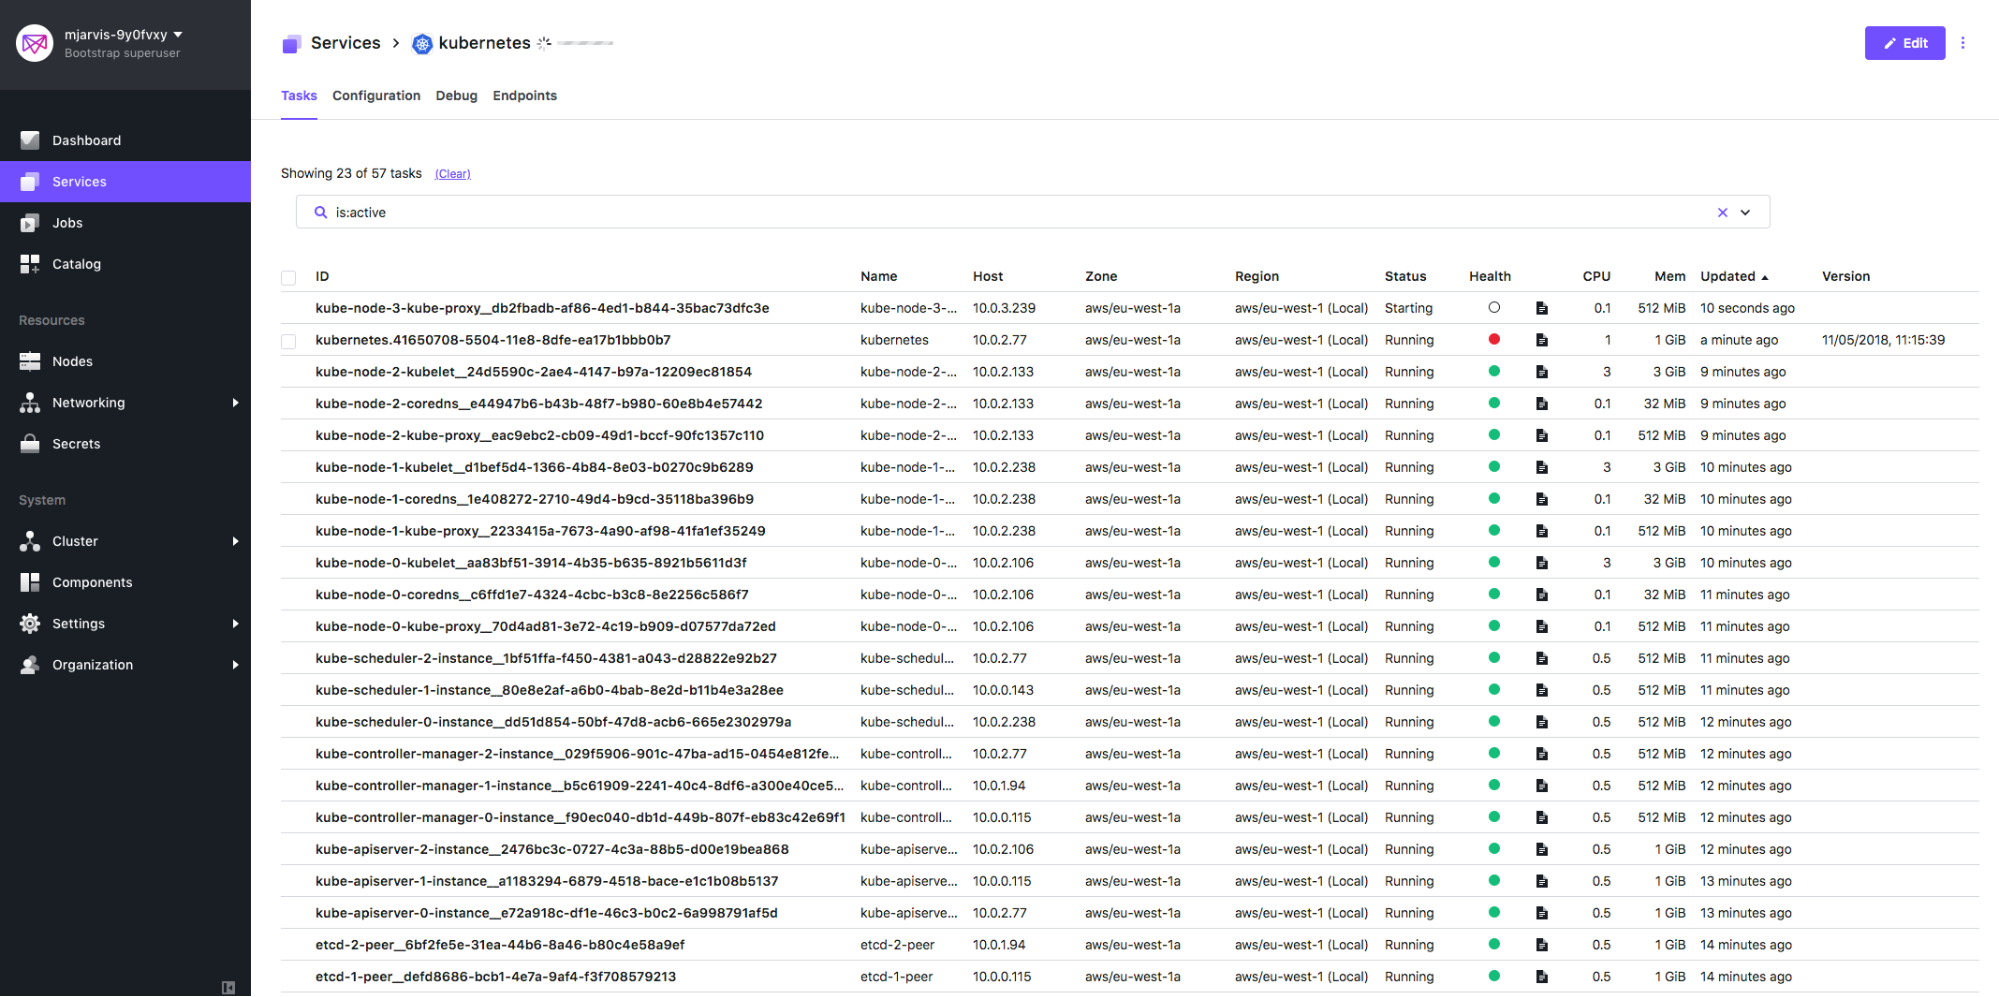 mjarvis-9y0fvxy
Bootstrap superuser
Dashboard
Services
Jobs
Catalog
Resources
Nodes
Networking
Secrets
System
Cluster
Components
Settings
Organization
Services > kubernetes
Edit
Tasks Configuration Debug Endpoints
Showing 23 of 57 tasks (Clear)
is:active
ID Name Host Zone Region Status Health CPU Mem Updated Version
kube-node-3-kube-proxy__db2fbadb-af86-4ed1-b844-35bac73dfc3e kube-node-3-... 10.0.3.239 aws/eu-west-1a aws/eu-west-1 (Local) Starting 0.1 512 MiB 10 seconds ago
kubernetes.41650708-5504-11e8-8dfe-ea17b1bbb0b7 kubernetes 10.0.2.77 aws/eu-west-1a aws/eu-west-1 (Local) Running 1 1 GiB a minute ago 11/05/2018, 11:15:39
kube-node-2-kubelet__24d5590c-2ae4-4147-b97a-12209ec81854 kube-node-2-... 10.0.2.133 aws/eu-west-1a aws/eu-west-1 (Local) Running 3 3 GiB 9 minutes ago
kube-node-2-coredns__e44947b6-b43b-48f7-b980-60e8b4e57442 kube-node-2-... 10.0.2.133 aws/eu-west-1a aws/eu-west-1 (Local) Running 0.1 32 MiB 9 minutes ago
kube-node-2-kube-proxy__eac9ebc2-cb09-49d1-bccf-90fc1357c110 kube-node-2-... 10.0.2.133 aws/eu-west-1a aws/eu-west-1 (Local) Running 0.1 512 MiB 9 minutes ago
kube-node-1-kubelet__d1bef5d4-1366-4b84-8e03-b0270c9b6289 kube-node-1-... 10.0.2.238 aws/eu-west-1a aws/eu-west-1 (Local) Running 3 3 GiB 10 minutes ago
kube-node-1-coredns__1e408272-2710-49d4-b9cd-35118ba396b9 kube-node-1-... 10.0.2.238 aws/eu-west-1a aws/eu-west-1 (Local) Running 0.1 32 MiB 10 minutes ago
kube-node-1-kube-proxy__2233415a-7673-4a90-af98-41fa1ef35249 kube-node-1-... 10.0.2.238 aws/eu-west-1a aws/eu-west-1 (Local) Running 0.1 512 MiB 10 minutes ago
kube-node-0-kubelet__aa83bf51-3914-4b35-b635-8921b5611d3f kube-node-0-... 10.0.2.106 aws/eu-west-1a aws/eu-west-1 (Local) Running 3 3 GiB 10 minutes ago
kube-node-0-coredns__c6ffd1e7-4324-4cbc-b3c8-8e2256c586f7 kube-node-0-... 10.0.2.106 aws/eu-west-1a aws/eu-west-1 (Local) Running 0.1 32 MiB 11 minutes ago
kube-node-0-kube-proxy__70d4ad81-3e72-4c19-b909-d07577da72ed kube-node-0-... 10.0.2.106 aws/eu-west-1a aws/eu-west-1 (Local) Running 0.1 512 MiB 11 minutes ago
kube-scheduler-2-instance__1bf51ffa-f450-4381-a043-d28822e92b27 kube-schedul... 10.0.2.77 aws/eu-west-1a aws/eu-west-1 (Local) Running 0.5 512 MiB 11 minutes ago
kube-scheduler-1-instance__80e8e2af-a6b0-4bab-8e2d-b11b4e3a28ee kube-schedul... 10.0.0.143 aws/eu-west-1a aws/eu-west-1 (Local) Running 0.5 512 MiB 11 minutes ago
kube-scheduler-0-instance__dd51d854-50bf-47d8-acb6-665e2302979a kube-schedul... 10.0.2.238 aws/eu-west-1a aws/eu-west-1 (Local) Running 0.5 512 MiB 12 minutes ago
kube-controller-manager-2-instance__029f5906-901c-47ba-ad15-0454e812fe... kube-controll... 10.0.2.77 aws/eu-west-1a aws/eu-west-1 (Local) Running 0.5 512 MiB 12 minutes ago
kube-controller-manager-1-instance__b5c61909-2241-40c4-8df6-a300e40ce5... kube-controll... 10.0.1.94 aws/eu-west-1a aws/eu-west-1 (Local) Running 0.5 512 MiB 12 minutes ago
kube-controller-manager-0-instance__f90ec040-db1d-449b-807f-eb83c42e69f1 kube-controll... 10.0.0.115 aws/eu-west-1a aws/eu-west-1 (Local) Running 0.5 512 MiB 12 minutes ago
kube-apiserver-2-instance__2476bc3c-0727-4c3a-88b5-d00e19bea868 kube-apiserve... 10.0.2.106 aws/eu-west-1a aws/eu-west-1 (Local) Running 0.5 1 GiB 12 minutes ago
kube-apiserver-1-instance__a1183294-6879-4518-bace-e1c1b08b5137 kube-apiserve... 10.0.0.115 aws/eu-west-1a aws/eu-west-1 (Local) Running 0.5 1 GiB 13 minutes ago
kube-apiserver-0-instance__e72a918c-df1e-46c3-b0c2-6a998791af5d kube-apiserve... 10.0.2.77 aws/eu-west-1a aws/eu-west-1 (Local) Running 0.5 1 GiB 13 minutes ago
etcd-2-peer__6bf2fe5e-31ea-44b6-8a46-b80c4e58a9ef etcd-2-peer 10.0.1.94 aws/eu-west-1a aws/eu-west-1 (Local) Running 0.5 1 GiB 14 minutes ago
etcd-1-peer__defd8686-bcb1-4e7a-9af4-f3f708579213 etcd-1-peer 10.0.0.115 aws/eu-west-1a aws/eu-west-1 (Local) Running 0.5 1 GiB 14 minutes ago